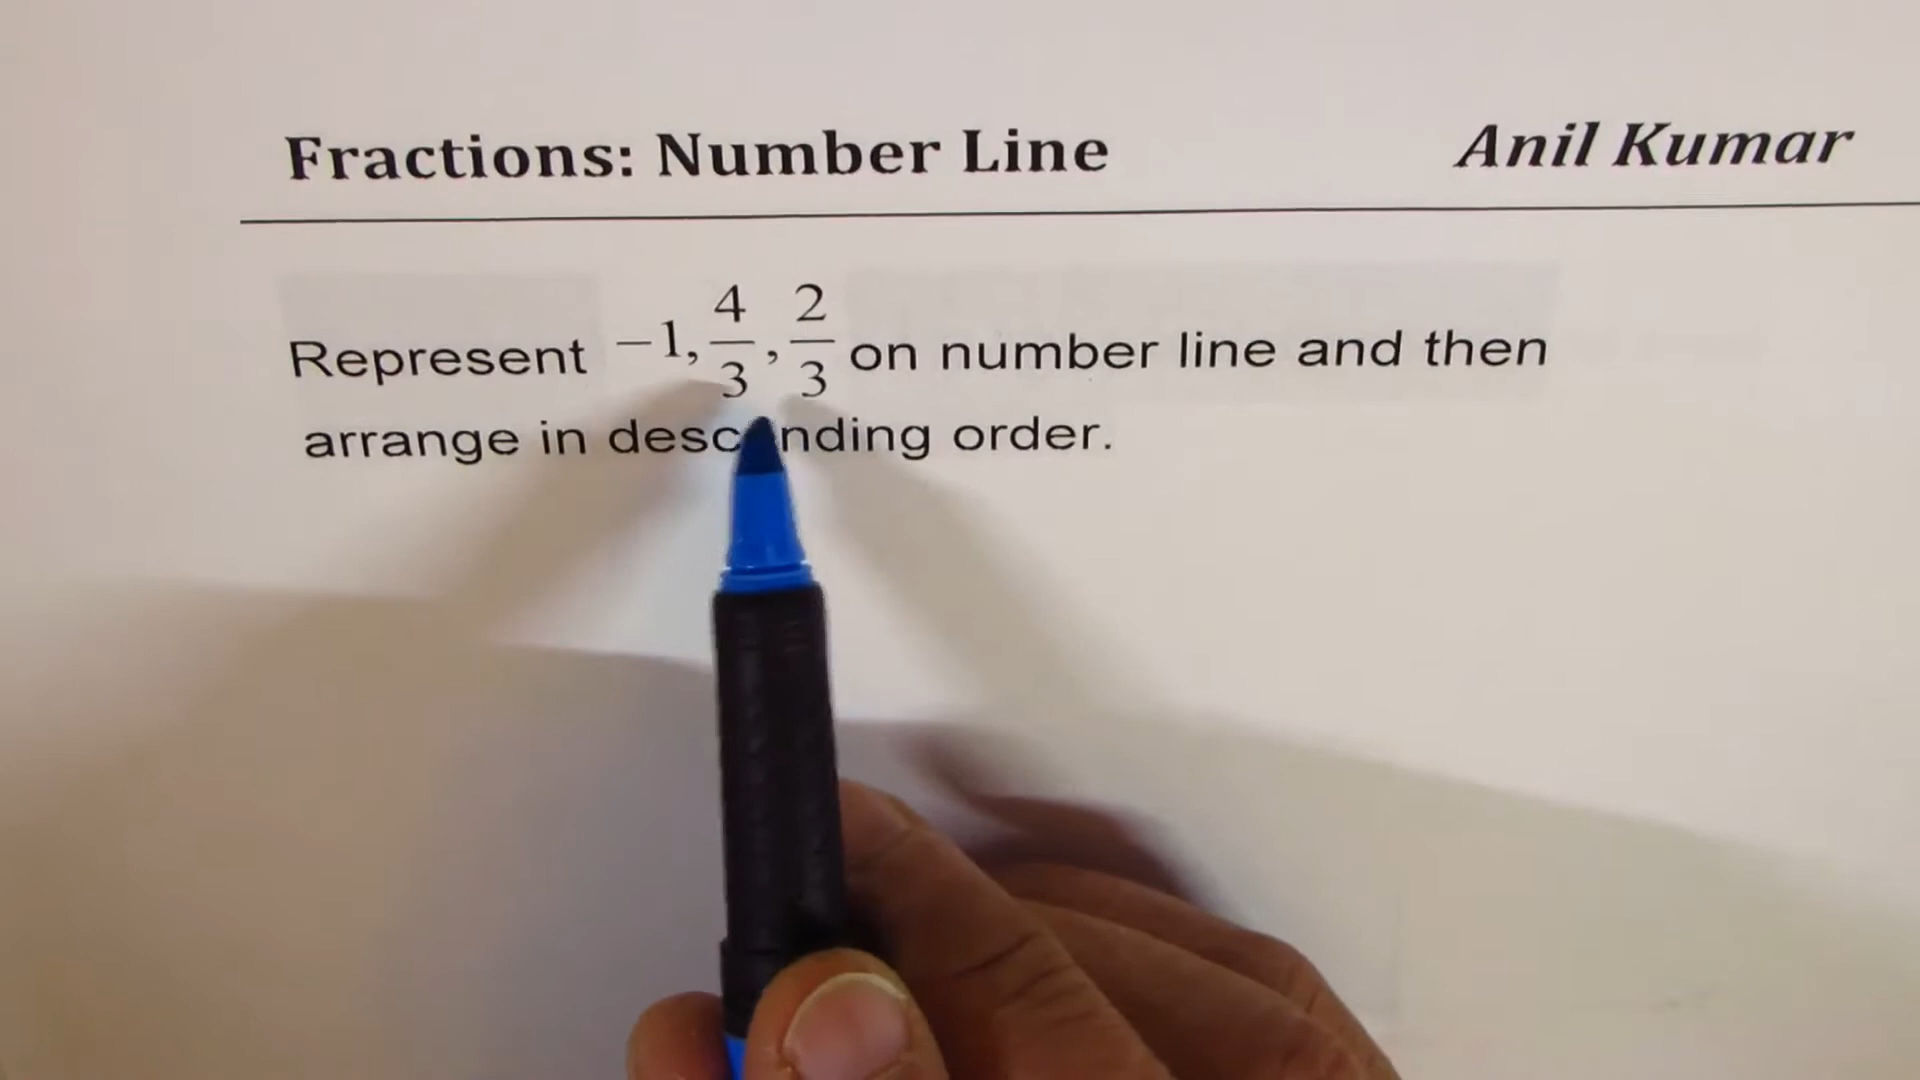 Fractions: Number Line Anil Kumar
Represent −1, 4/3, 2/3 on number line and then
arrange in descending order.